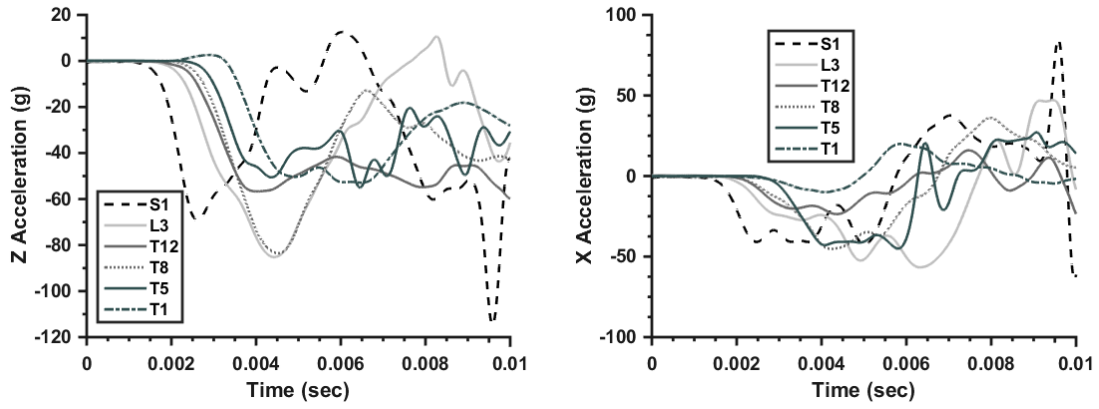 20
0
-20
-40
-60
-80
-100
-120
Z Acceleration (g)
S1
L3
T12
T8
T5
T1
0
0.002
0.004
0.006
0.008
0.01
Time (sec)
100
50
0
-50
-100
X Acceleration (g)
S1
L3
T12
T8
T5
T1
0
0.002
0.004
0.006
0.008
0.01
Time (sec)